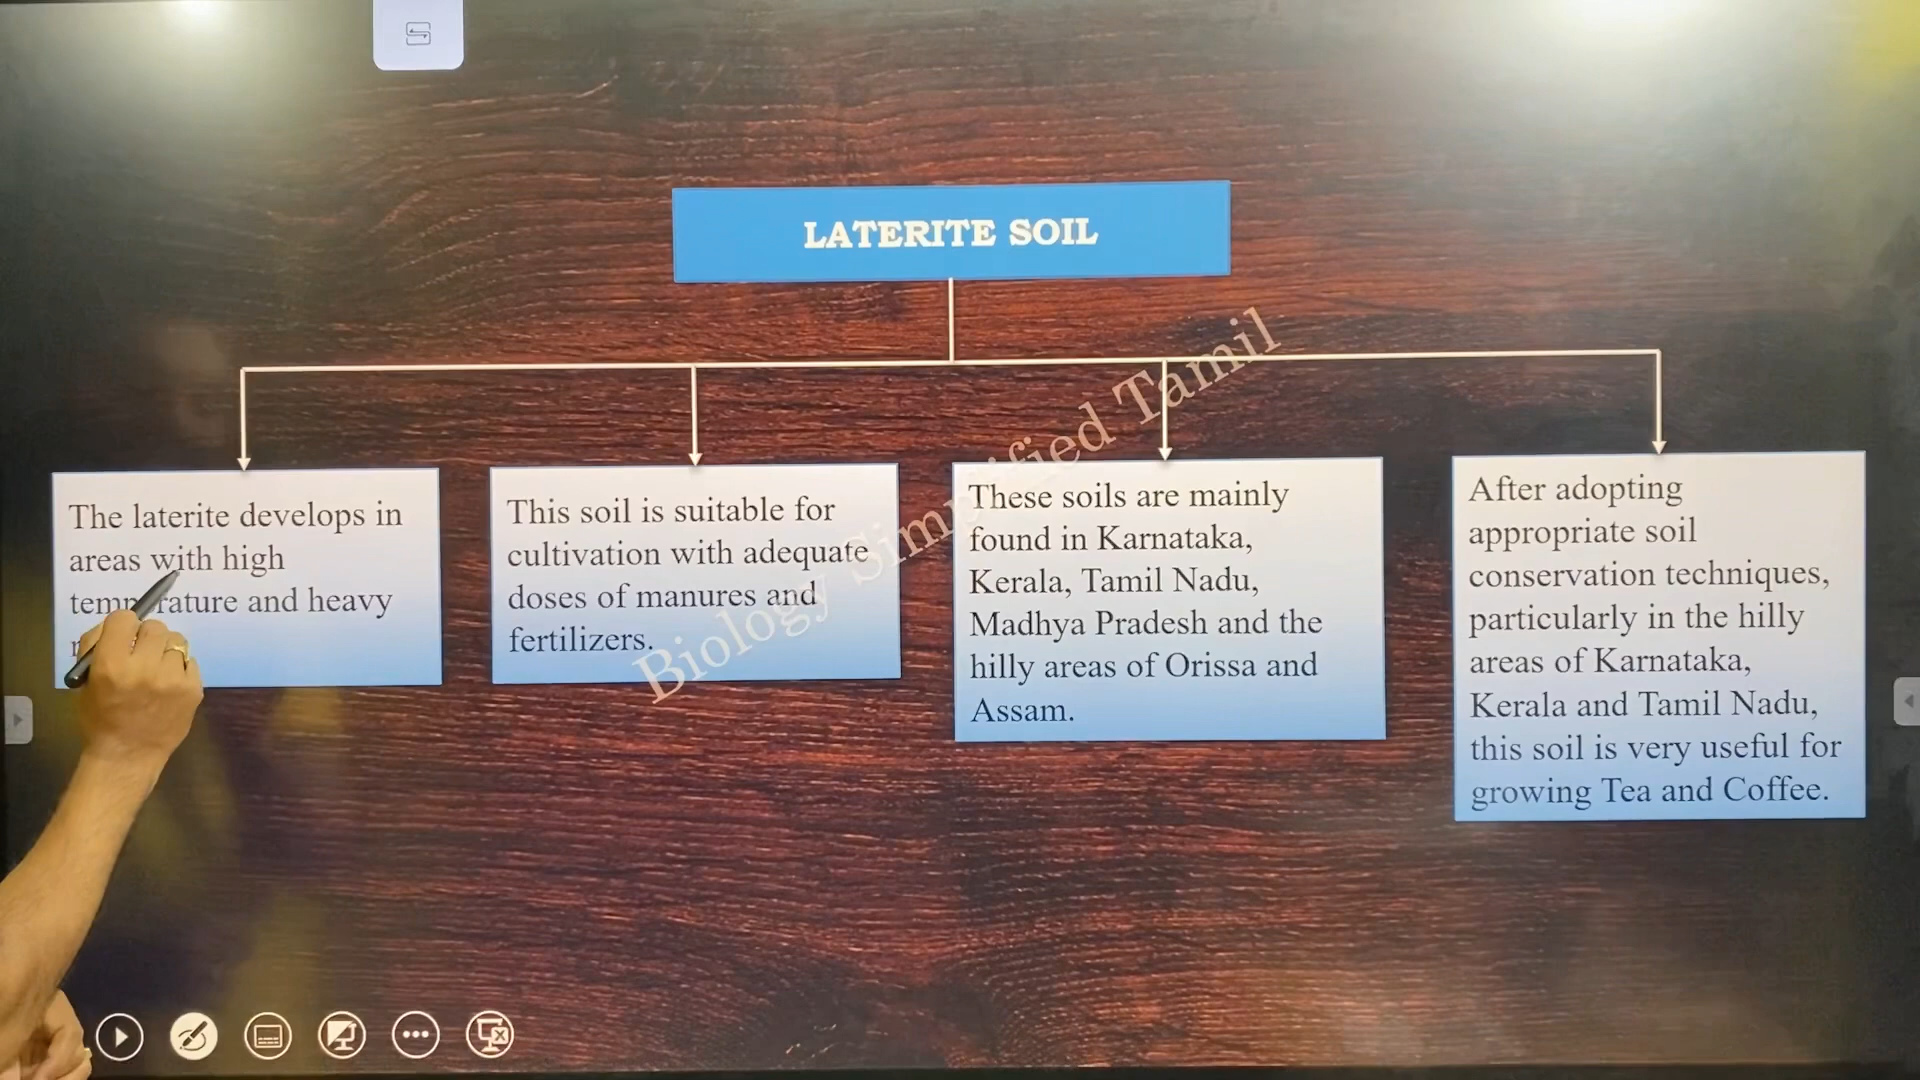 LATERITE SOIL
The laterite develops in
areas with high
temperature and heavy
This soil is suitable for
cultivation with adequate
doses of manures and
fertilizers.
These soils are mainly
found in Karnataka,
Kerala, Tamil Nadu,
Madhya Pradesh and the
hilly areas of Orissa and
Assam.
After adopting
appropriate soil
conservation techniques,
particularly in the hilly
areas of Karnataka,
Kerala and Tamil Nadu,
this soil is very useful for
growing Tea and Coffee.
Biology Simplified Tamil